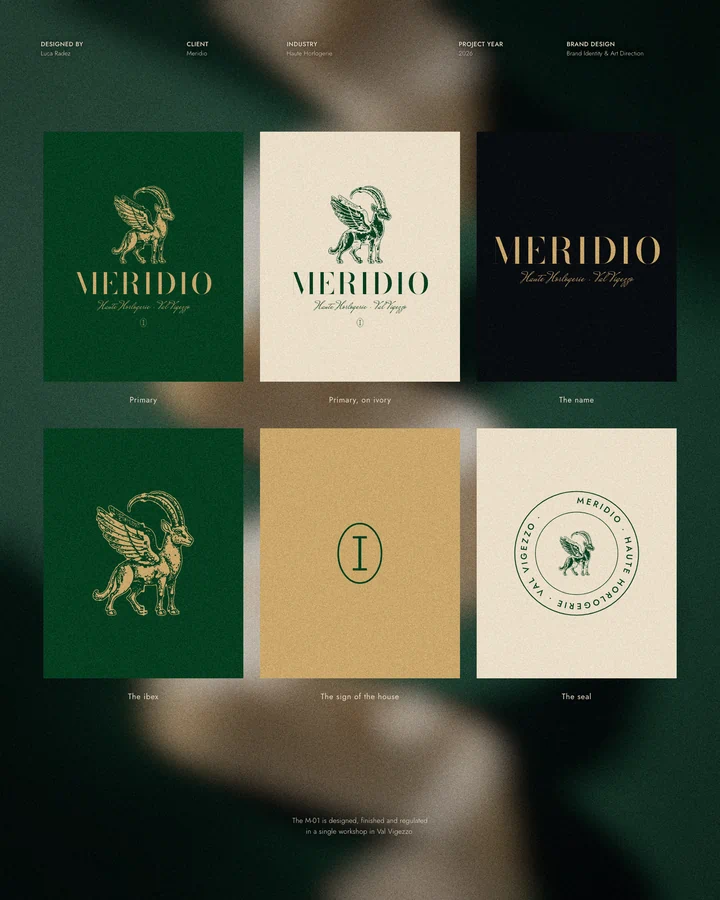 DESIGNED BY
Luca Radez
CLIENT
Meridio
INDUSTRY
Haute Horlogerie
PROJECT YEAR
2026
BRAND DESIGN
Brand Identity & Art Direction
MERIDIO
Haute Horlogerie · Val Vigezzo
I
Primary
MERIDIO
Haute Horlogerie · Val Vigezzo
I
Primary, on ivory
MERIDIO
Haute Horlogerie · Val Vigezzo
The name
The ibex
I
The sign of the house
MERIDIO · HAUTE HORLOGERIE · VAL VIGEZZO ·
The seal
The M-01 is designed, finished and regulated
in a single workshop in Val Vigezzo